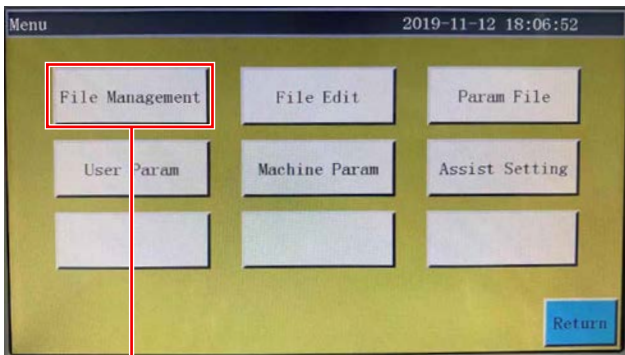 Menu 2019-11-12 18:06:52
File Management File Edit Param File
User Param Machine Param Assist Setting
Return